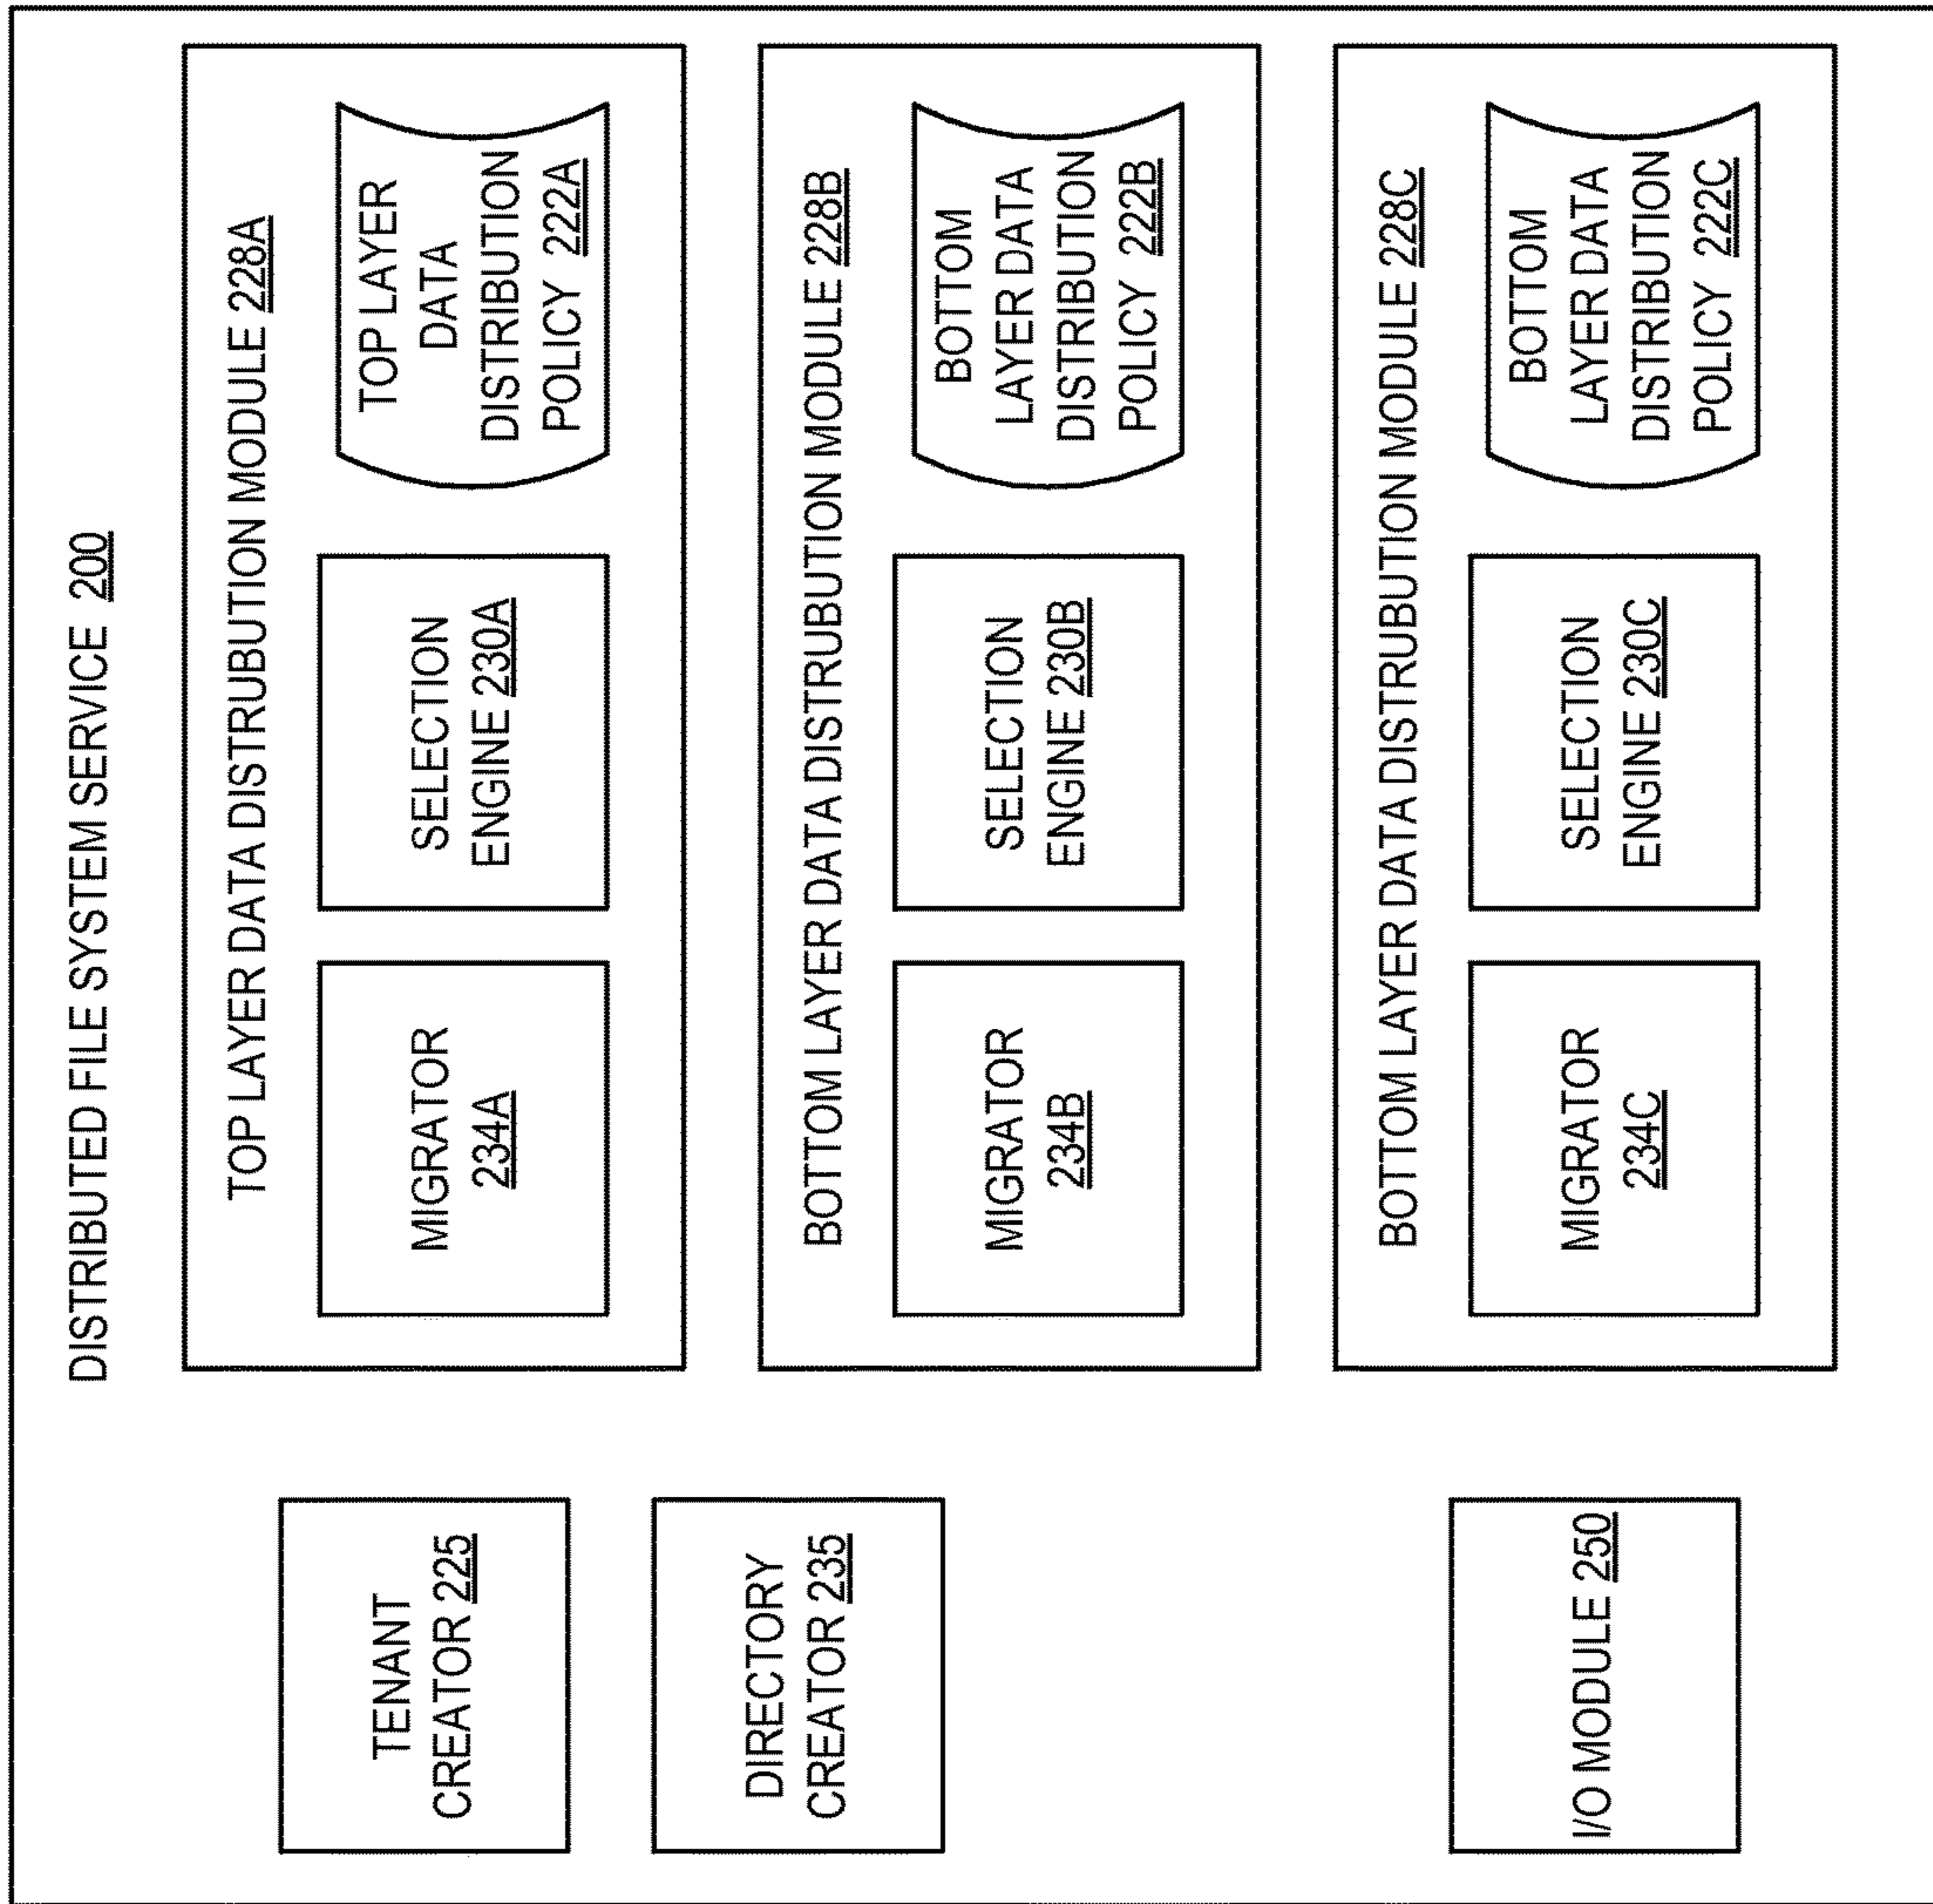 DISTRIBUTED FILE SYSTEM SERVICE 200
TENANT
CREATOR 225
DIRECTORY
CREATOR 235
I/O MODULE 250
TOP LAYER DATA DISTRUBUTION MODULE 228A
MIGRATOR
234A
SELECTION
ENGINE 230A
TOP LAYER
DATA
DISTRIBUTION
POLICY 222A
BOTTOM LAYER DATA DISTRUBUTION MODULE 228B
MIGRATOR
234B
SELECTION
ENGINE 230B
BOTTOM
LAYER DATA
DISTRIBUTION
POLICY 222B
BOTTOM LAYER DATA DISTRUBUTION MODULE 228C
MIGRATOR
234C
SELECTION
ENGINE 230C
BOTTOM
LAYER DATA
DISTRIBUTION
POLICY 222C